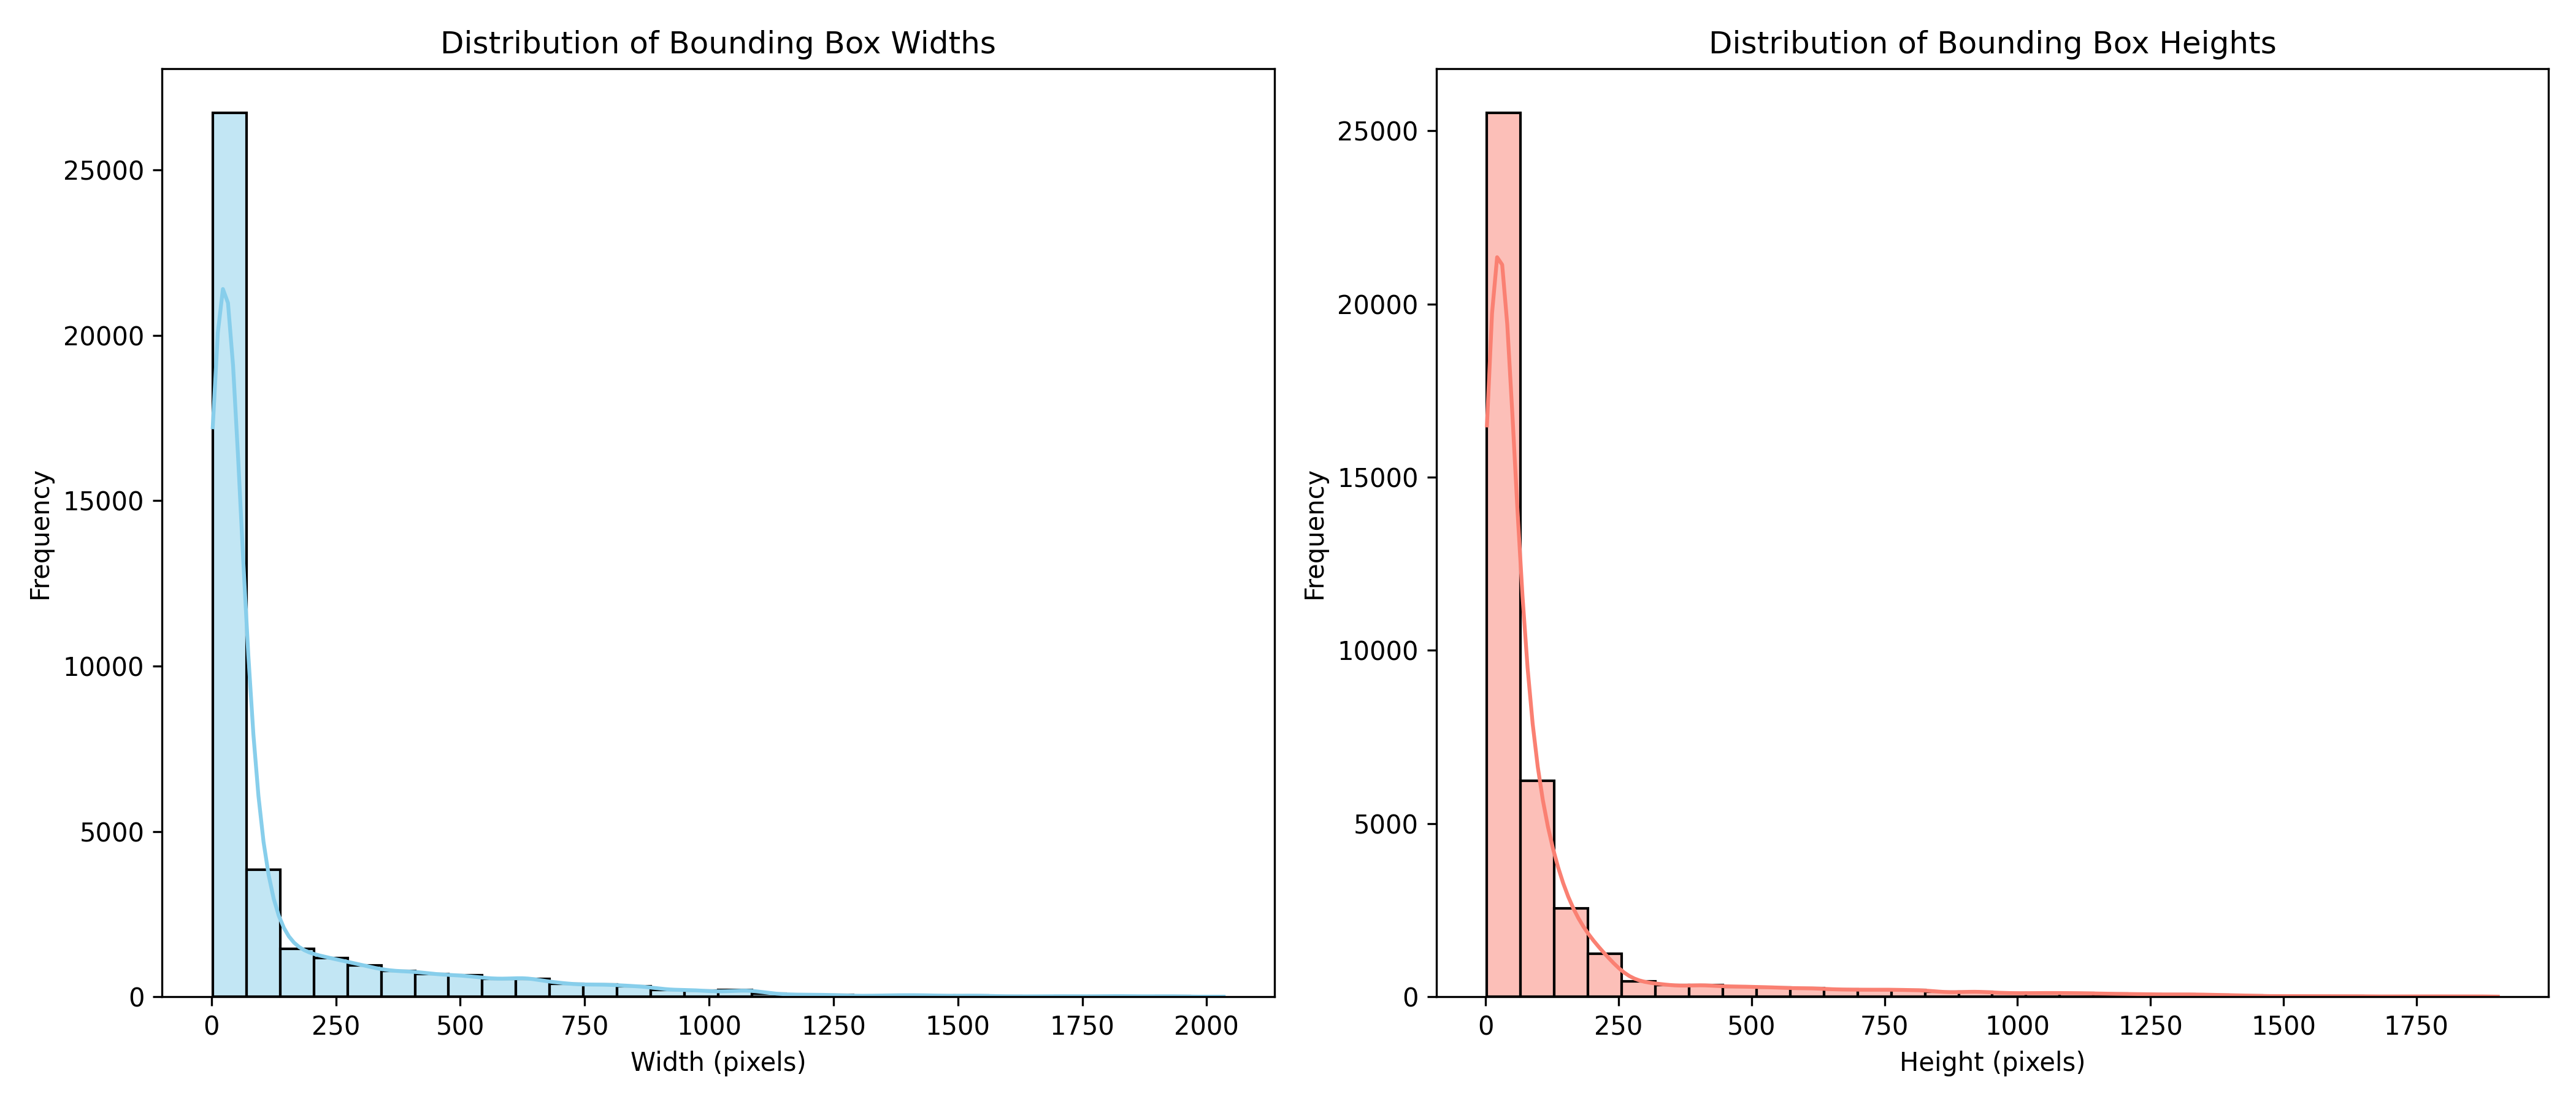 Distribution of Bounding Box Widths
25000
20000
15000
10000
5000
0
Frequency
0 250 500 750 1000 1250 1500 1750 2000
Width (pixels)
Distribution of Bounding Box Heights
25000
20000
15000
10000
5000
0
Frequency
0 250 500 750 1000 1250 1500 1750
Height (pixels)